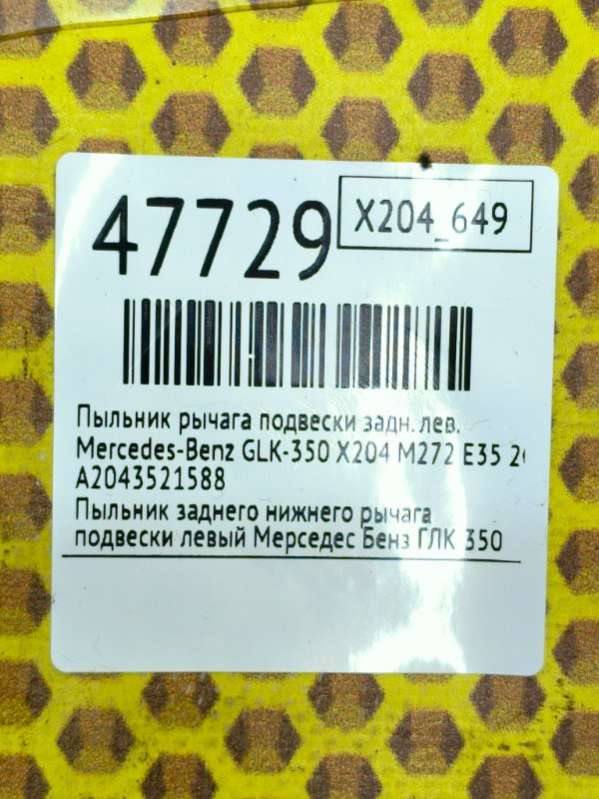 47729
X204_649
Пыльник рычага подвески задн. лев.
Mercedes-Benz GLK-350 X204 M272 E35
A2043521588
Пыльник заднего нижнего рычага
подвески левый Мерседес Бенз ГЛК 350